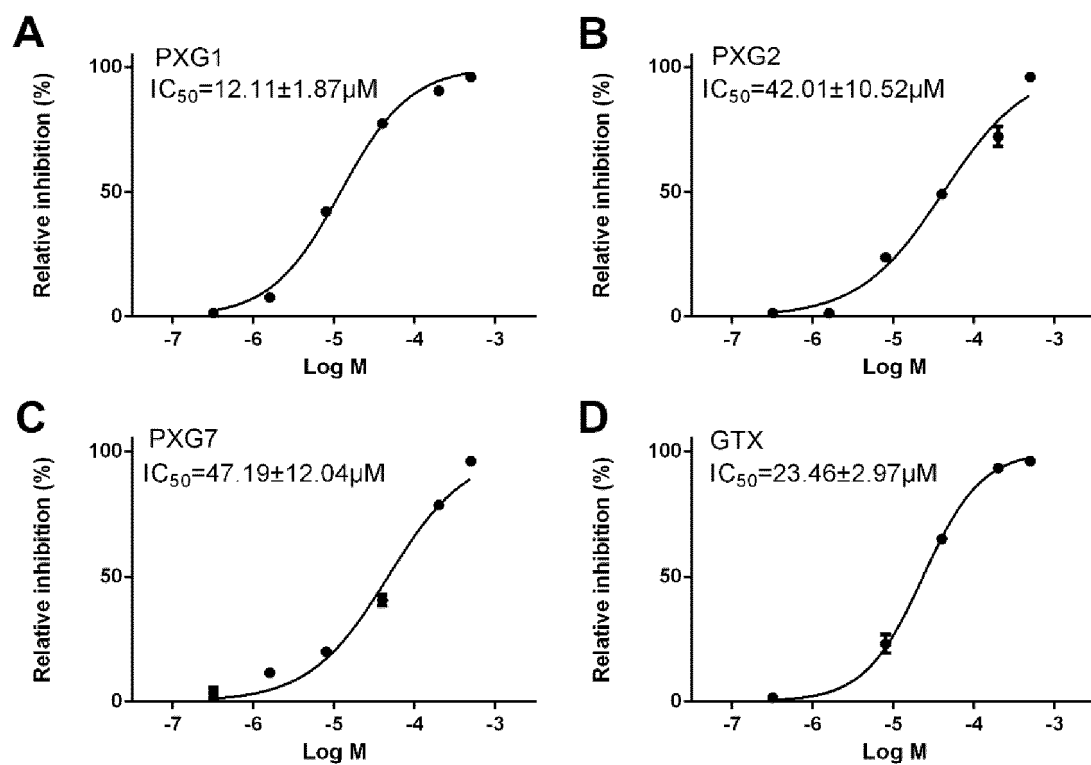 A
PXG1
IC50=12.11±1.87µM
Relative inhibition (%)
100
50
0
-7 -6 -5 -4 -3
Log M
B
PXG2
IC50=42.01±10.52µM
Relative inhibition (%)
100
50
0
-7 -6 -5 -4 -3
Log M
C
PXG7
IC50=47.19±12.04µM
Relative inhibition (%)
100
50
0
-7 -6 -5 -4 -3
Log M
D
GTX
IC50=23.46±2.97µM
Relative inhibition (%)
100
50
0
-7 -6 -5 -4 -3
Log M